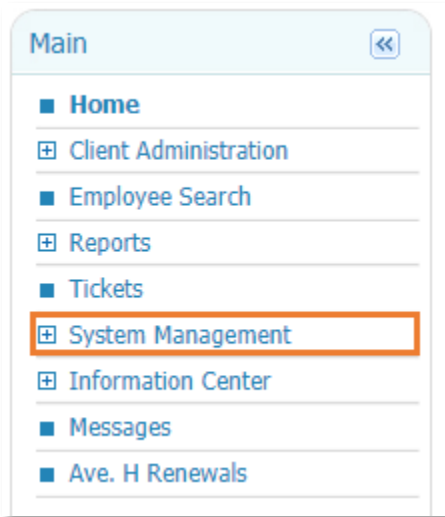 Main
Home
Client Administration
Employee Search
Reports
Tickets
System Management
Information Center
Messages
Ave. H Renewals